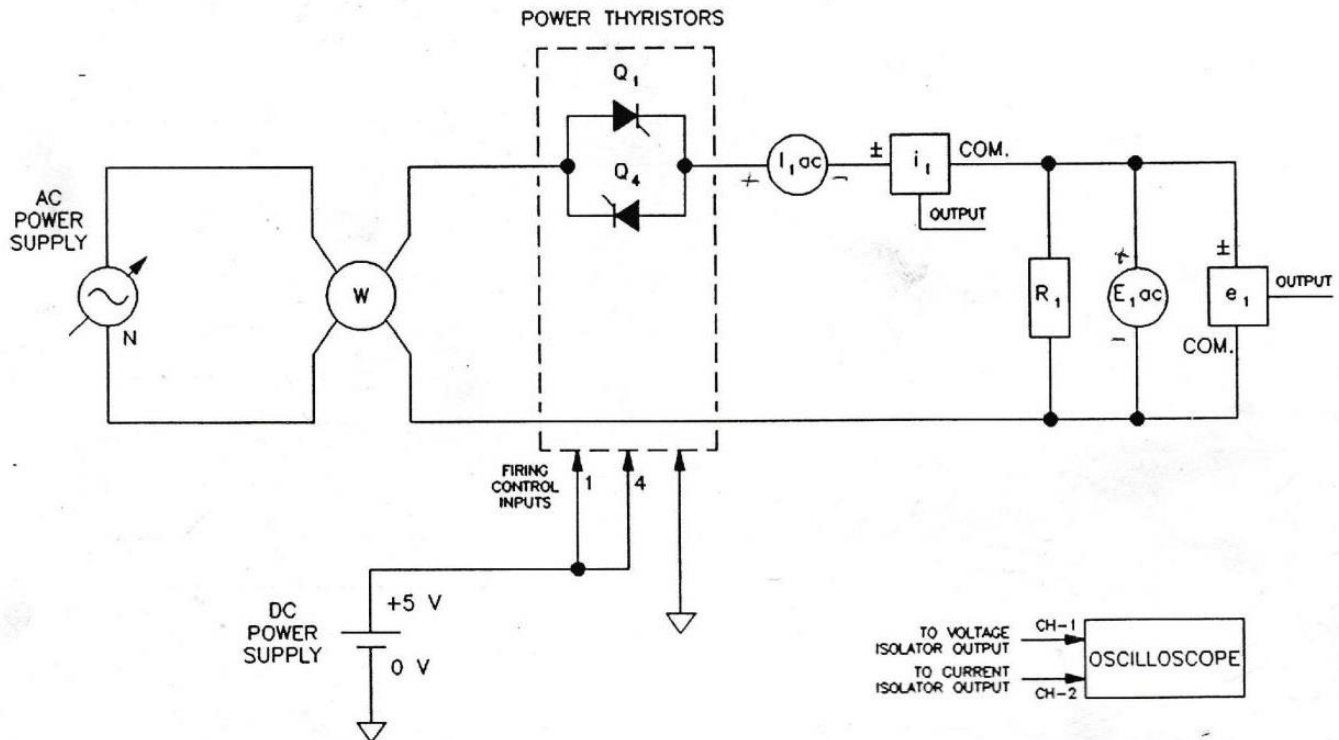 POWER THYRISTORS
Q₁
Q₄
AC
POWER
SUPPLY
N
W
I₁ac
+
-
±
i₁
COM.
OUTPUT
R₁
+
E₁ac
-
±
e₁
OUTPUT
COM.
FIRING
CONTROL
INPUTS
1
4
DC
POWER
SUPPLY
+5 V
0 V
TO VOLTAGE
ISOLATOR OUTPUT
CH-1
TO CURRENT
ISOLATOR OUTPUT
CH-2
OSCILLOSCOPE